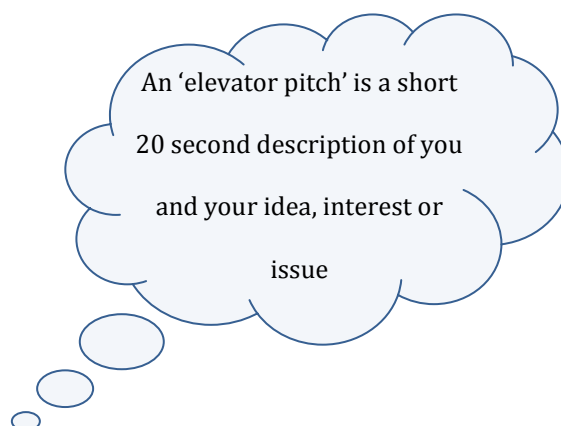 An ‘elevator pitch’ is a short
20 second description of you
and your idea, interest or
issue